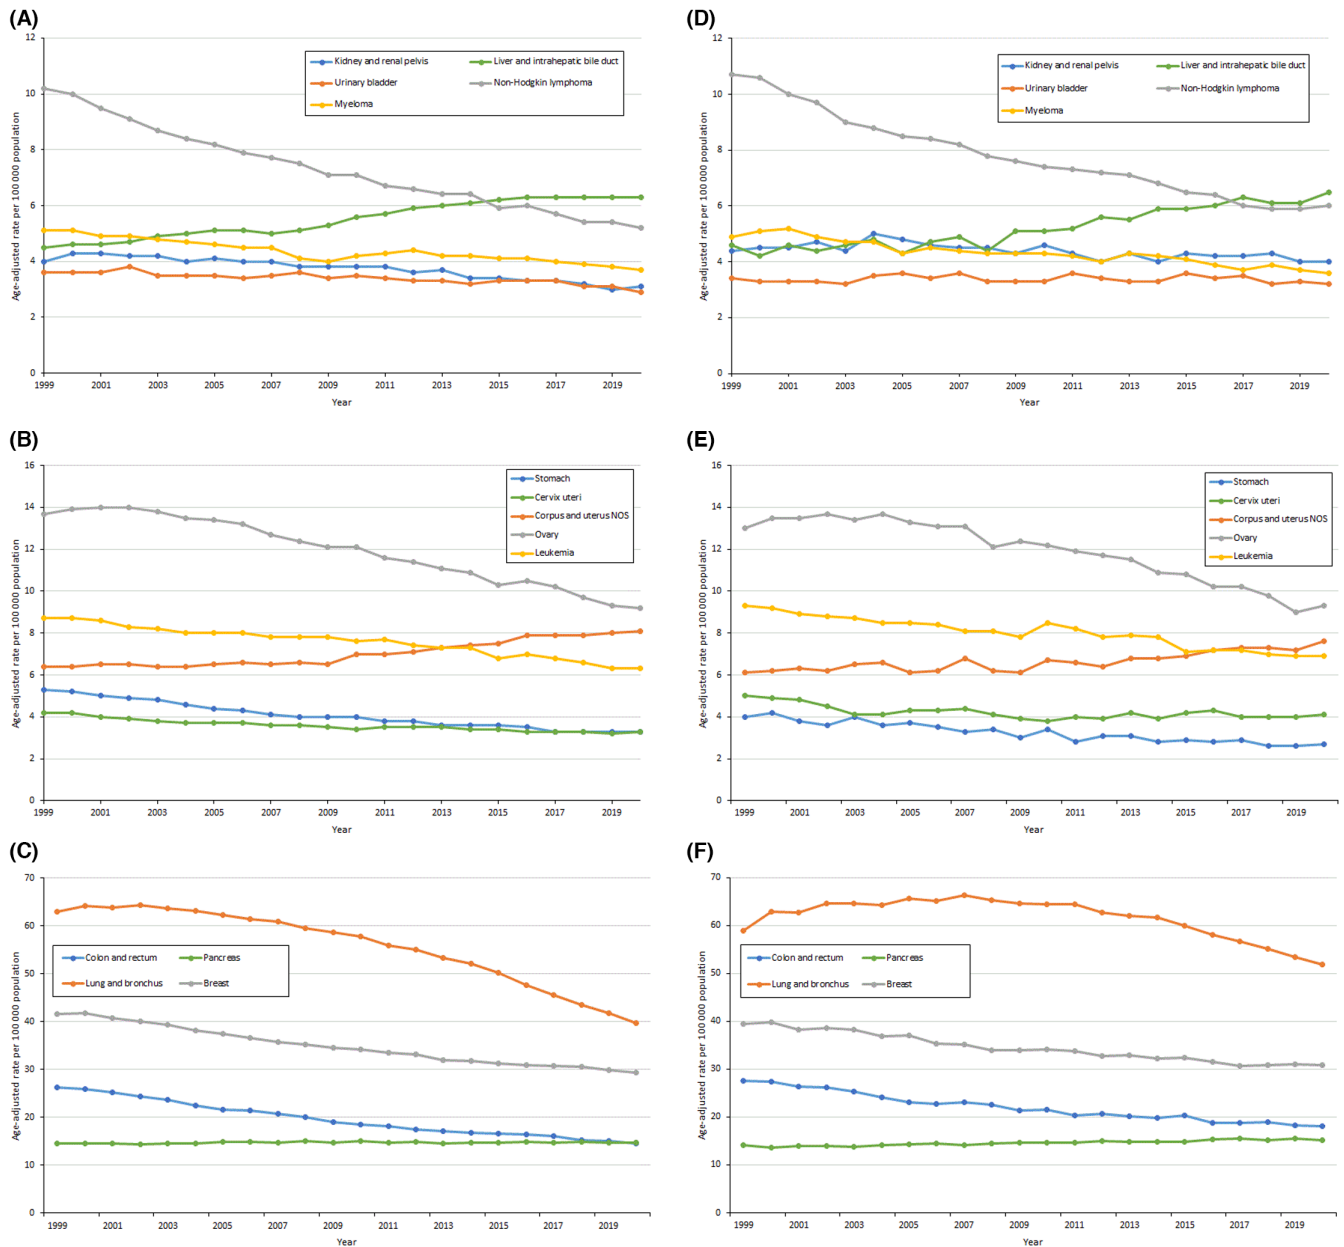 (A)
12
10
8
6
4
2
0
Age-adjusted rate per 100 000 population
Kidney and renal pelvis
Liver and intrahepatic bile duct
Urinary bladder
Non-Hodgkin lymphoma
Myeloma
1999 2001 2003 2005 2007 2009 2011 2013 2015 2017 2019
Year
(D)
12
10
8
6
4
2
0
Age-adjusted rate per 100 000 population
Kidney and renal pelvis
Liver and intrahepatic bile duct
Urinary bladder
Non-Hodgkin lymphoma
Myeloma
1999 2001 2003 2005 2007 2009 2011 2013 2015 2017 2019
Year
(B)
16
14
12
10
8
6
4
2
0
Age-adjusted rate per 100 000 population
Stomach
Cervix uteri
Corpus and uterus NOS
Ovary
Leukemia
1999 2001 2003 2005 2007 2009 2011 2013 2015 2017 2019
Year
(E)
16
14
12
10
8
6
4
2
0
Age-adjusted rate per 100 000 population
Stomach
Cervix uteri
Corpus and uterus NOS
Ovary
Leukemia
1999 2001 2003 2005 2007 2009 2011 2013 2015 2017 2019
Year
(C)
70
60
50
40
30
20
10
0
Age-adjusted rate per 100 000 population
Colon and rectum
Pancreas
Lung and bronchus
Breast
1999 2001 2003 2005 2007 2009 2011 2013 2015 2017 2019
Year
(F)
70
60
50
40
30
20
10
0
Age-adjusted rate per 100 000 population
Colon and rectum
Pancreas
Lung and bronchus
Breast
1999 2001 2003 2005 2007 2009 2011 2013 2015 2017 2019
Year